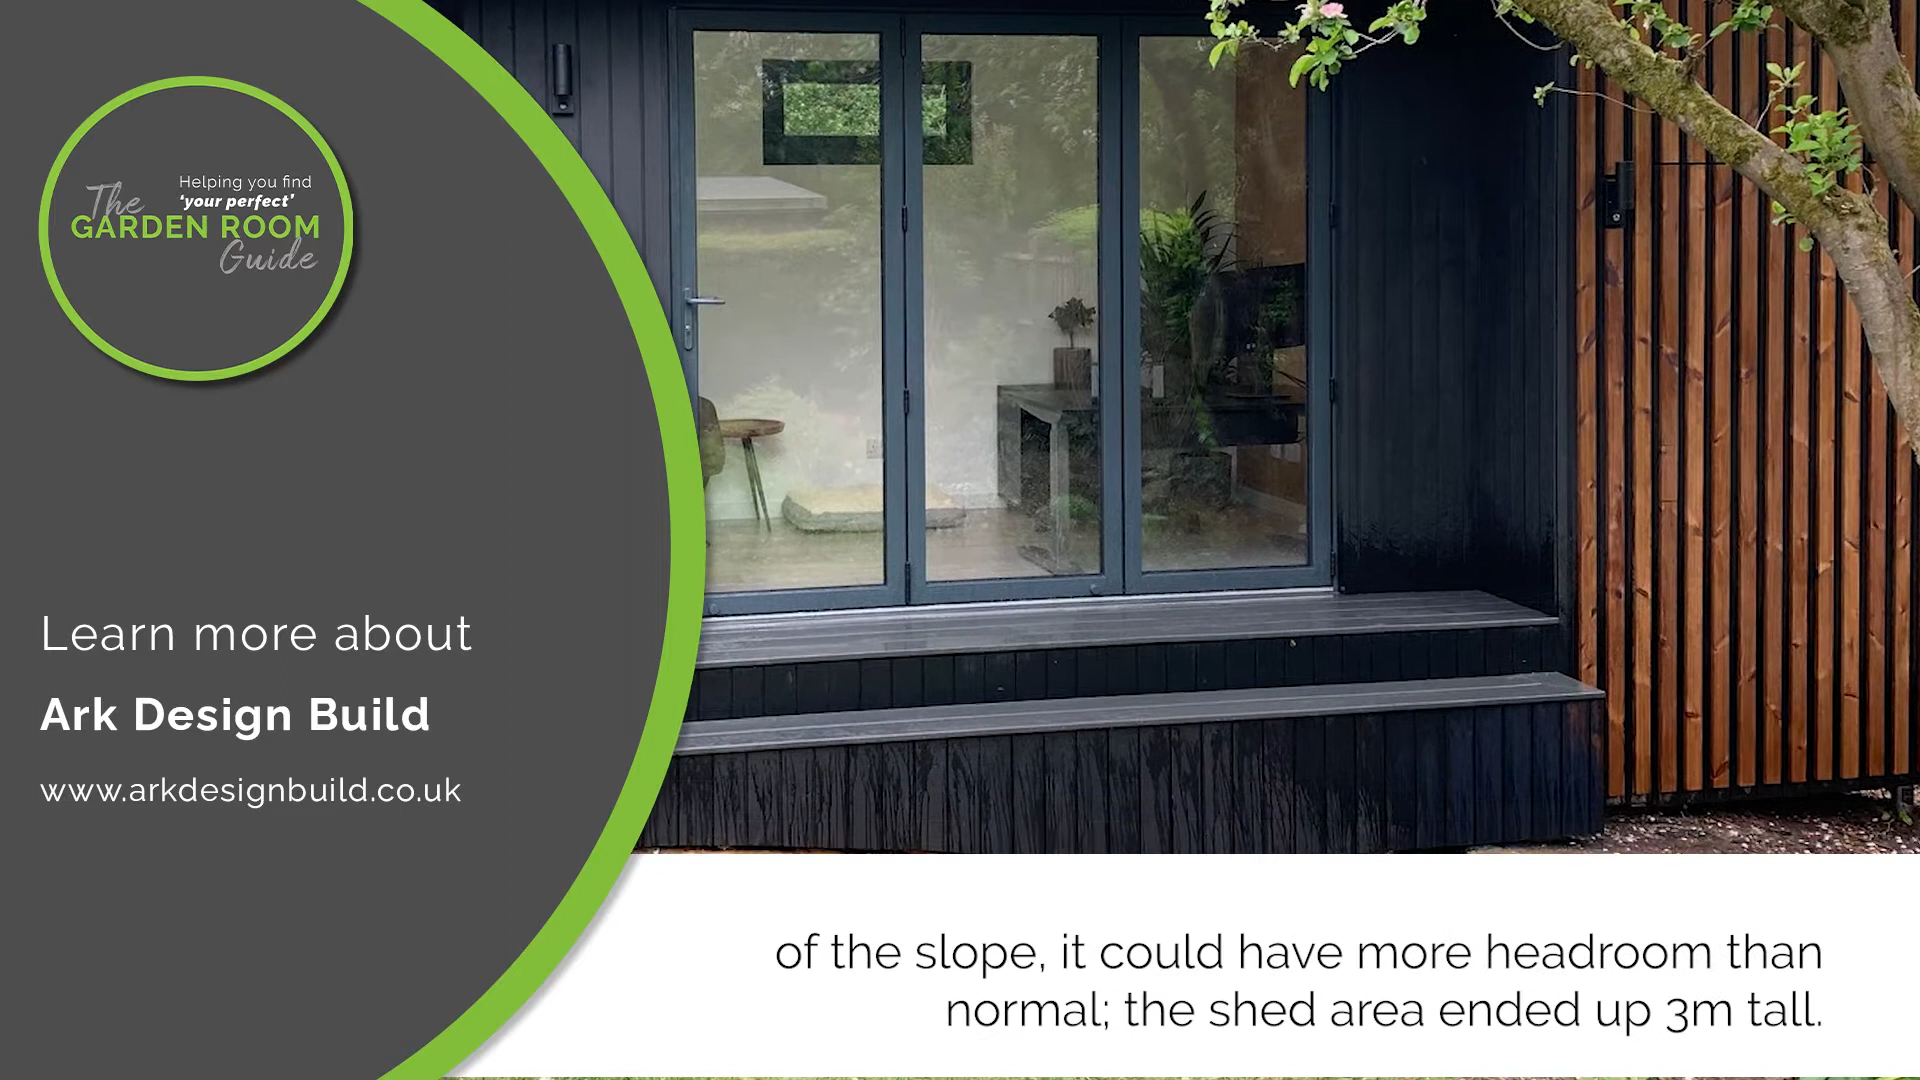 Helping you find
'your perfect'
The
GARDEN ROOM
Guide
Learn more about
Ark Design Build
www.arkdesignbuild.co.uk
of the slope, it could have more headroom than
normal; the shed area ended up 3m tall.